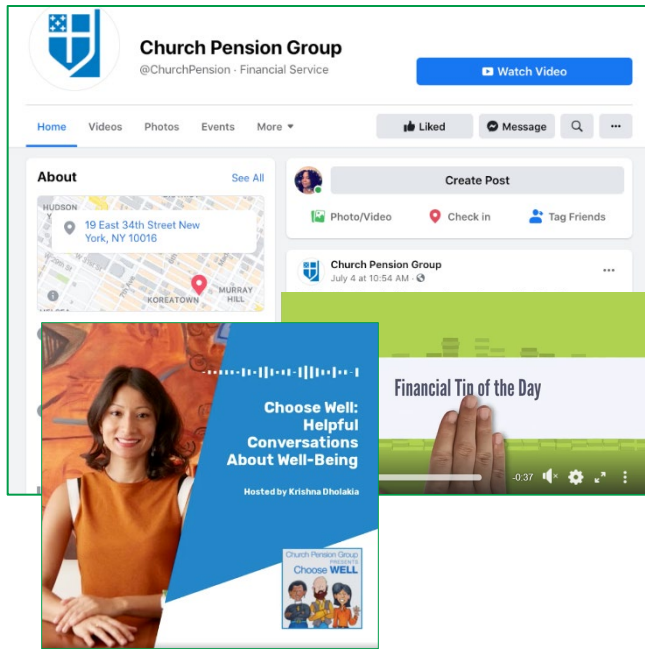 Church Pension Group
@ChurchPension · Financial Service
Watch Video
Home Videos Photos Events More
Liked Message
About See All
Create Post
HUDSON
19 East 34th Street New
York, NY 10016
Photo/Video Check in Tag Friends
MURRAY
HILL
KOREATOWN
Church Pension Group
July 4 at 10:54 AM ·
Financial Tip of the Day
-0:37
Choose Well:
Helpful
Conversations
About Well-Being
Hosted by Krishna Dholakia
Church Pension Group
PRESENTS
Choose WELL